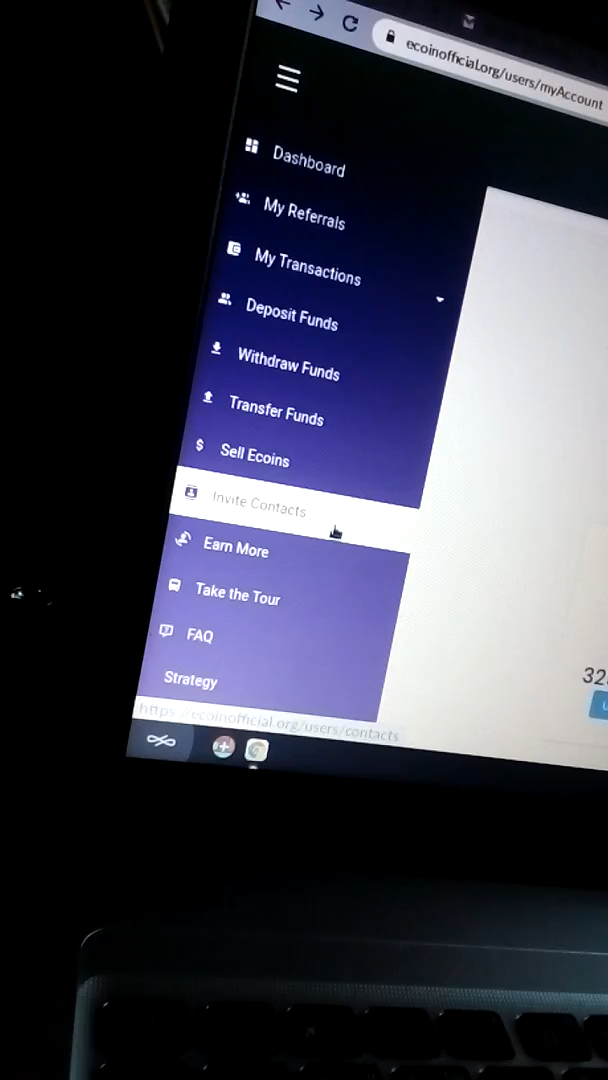 ecoinofficial.org/users/myAccount
Dashboard
My Referrals
My Transactions
Deposit Funds
Withdraw Funds
Transfer Funds
Sell Ecoins
Invite Contacts
Earn More
Take the Tour
FAQ
Strategy
https://ecoinofficial.org/users/contacts